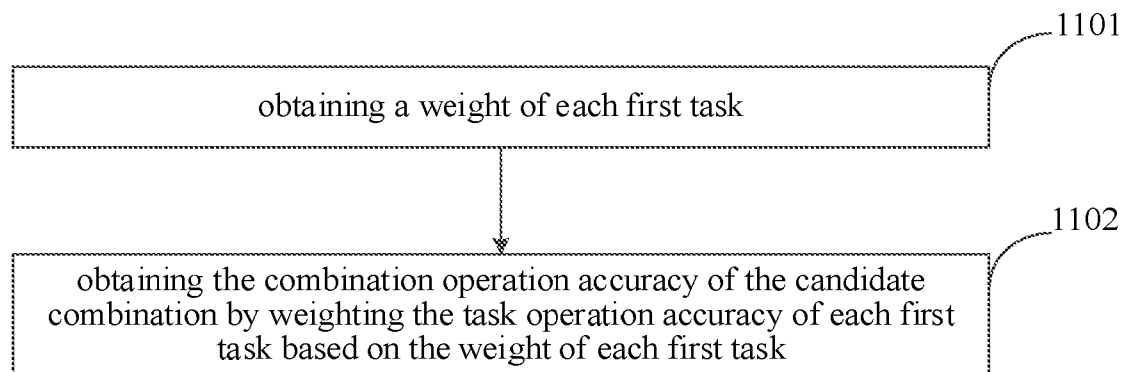 1101
obtaining a weight of each first task
1102
obtaining the combination operation accuracy of the candidate
combination by weighting the task operation accuracy of each first
task based on the weight of each first task